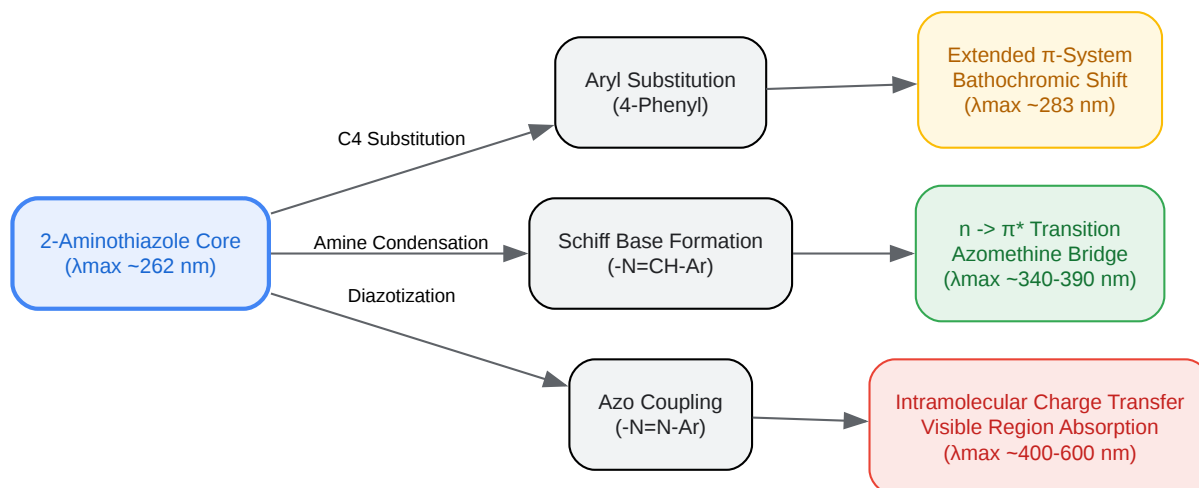 2-Aminothiazole Core
(λmax ~262 nm)
C4 Substitution
Amine Condensation
Diazotization
Aryl Substitution
(4-Phenyl)
Schiff Base Formation
(-N=CH-Ar)
Azo Coupling
(-N=N-Ar)
Extended π-System
Bathochromic Shift
(λmax ~283 nm)
n -> π* Transition
Azomethine Bridge
(λmax ~340-390 nm)
Intramolecular Charge Transfer
Visible Region Absorption
(λmax ~400-600 nm)